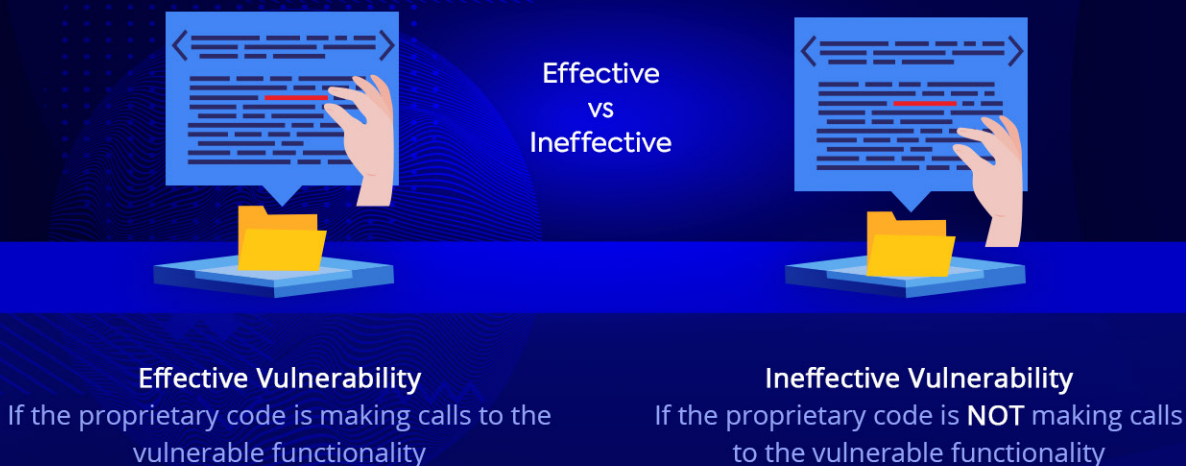 Effective
vs
Ineffective
Effective Vulnerability
If the proprietary code is making calls to the
vulnerable functionality
Ineffective Vulnerability
If the proprietary code is NOT making calls
to the vulnerable functionality